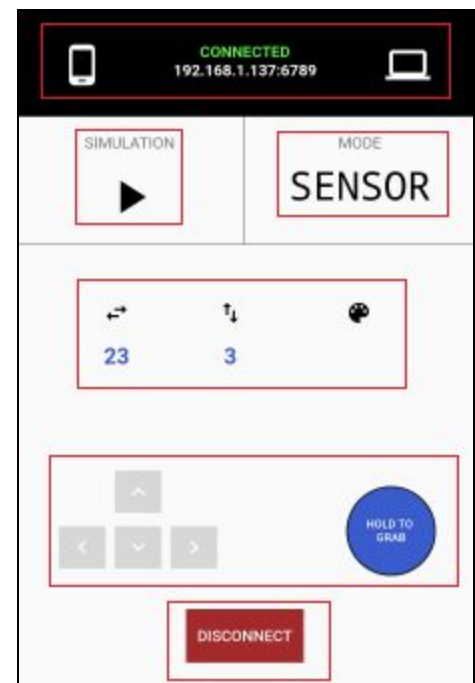 CONNECTED
192.168.1.137:6789
SIMULATION
MODE
SENSOR
23
3
HOLD TO
GRAB
DISCONNECT